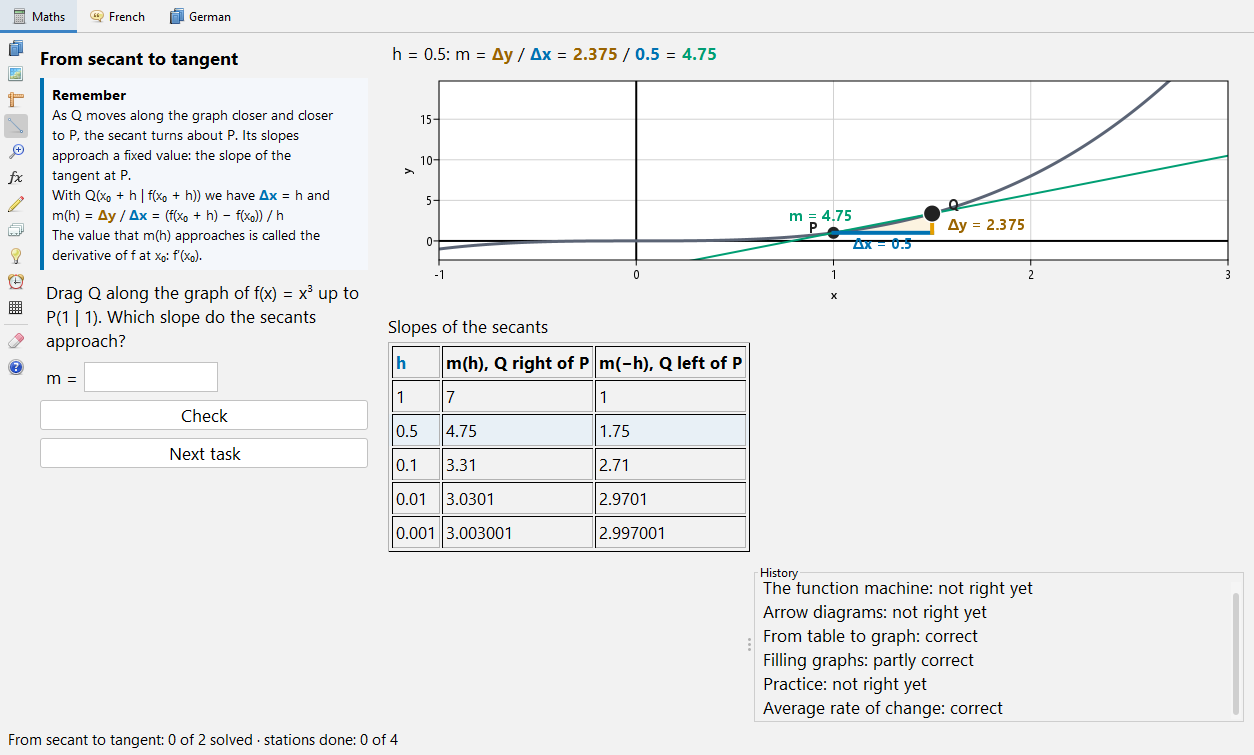 Maths French German
From secant to tangent
Remember
As Q moves along the graph closer and closer
to P, the secant turns about P. Its slopes
approach a fixed value: the slope of the
tangent at P.
With Q(x₀ + h | f(x₀ + h)) we have Δx = h and
m(h) = Δy / Δx = (f(x₀ + h) − f(x₀)) / h
The value that m(h) approaches is called the
derivative of f at x₀: f′(x₀).
Drag Q along the graph of f(x) = x³ up to
P(1 | 1). Which slope do the secants
approach?
m =
Check
Next task
h = 0.5: m = Δy / Δx = 2.375 / 0.5 = 4.75
15
10
5
0
y
-1 0 1 2 3
x
m = 4.75
P
Q
Δy = 2.375
Δx = 0.5
Slopes of the secants
h m(h), Q right of P m(−h), Q left of P
1 7 1
0.5 4.75 1.75
0.1 3.31 2.71
0.01 3.0301 2.9701
0.001 3.003001 2.997001
History
The function machine: not right yet
Arrow diagrams: not right yet
From table to graph: correct
Filling graphs: partly correct
Practice: not right yet
Average rate of change: correct
From secant to tangent: 0 of 2 solved · stations done: 0 of 4